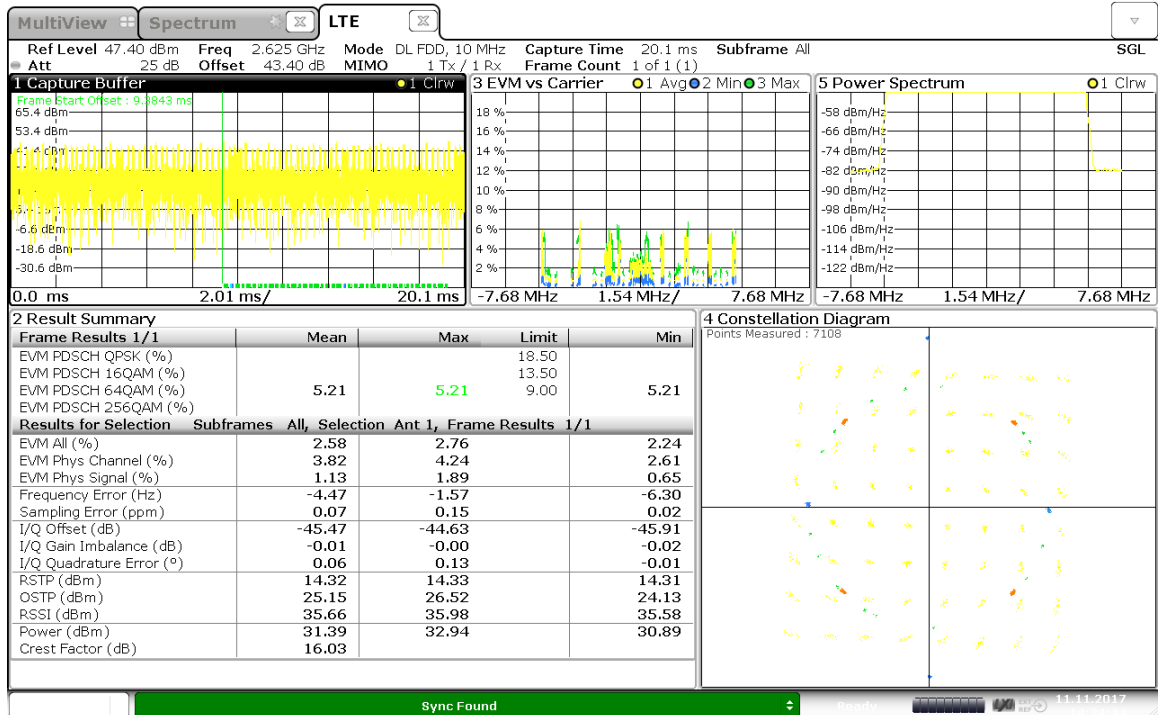 MultiView Spectrum LTE
Ref Level 47.40 dBm Freq 2.625 GHz Mode DL FDD, 10 MHz Capture Time 20.1 ms Subframe All SGL
Att 25 dB Offset 43.40 dB MIMO 1 Tx / 1 Rx Frame Count 1 of 1 (1)
1 Capture Buffer 1 Clrw
Frame Start Offset : 9.3843 ms
65.4 dBm
53.4 dBm
-6.6 dBm
-18.6 dBm
-30.6 dBm
0.0 ms 2.01 ms/ 20.1 ms
3 EVM vs Carrier 1 Avg 2 Min 3 Max
18 %
16 %
14 %
12 %
10 %
8 %
6 %
4 %
2 %
-7.68 MHz 1.54 MHz/ 7.68 MHz
5 Power Spectrum 1 Clrw
-58 dBm/Hz
-66 dBm/Hz
-74 dBm/Hz
-82 dBm/Hz
-90 dBm/Hz
-98 dBm/Hz
-106 dBm/Hz
-114 dBm/Hz
-122 dBm/Hz
-7.68 MHz 1.54 MHz/ 7.68 MHz
2 Result Summary
Frame Results 1/1 Mean Max Limit Min
EVM PDSCH QPSK (%) 18.50
EVM PDSCH 16QAM (%) 13.50
EVM PDSCH 64QAM (%) 5.21 5.21 9.00 5.21
EVM PDSCH 256QAM (%)
Results for Selection Subframes All, Selection Ant 1, Frame Results 1/1
EVM All (%) 2.58 2.76 2.24
EVM Phys Channel (%) 3.82 4.24 2.61
EVM Phys Signal (%) 1.13 1.89 0.65
Frequency Error (Hz) -4.47 -1.57 -6.30
Sampling Error (ppm) 0.07 0.15 0.02
I/Q Offset (dB) -45.47 -44.63 -45.91
I/Q Gain Imbalance (dB) -0.01 -0.00 -0.02
I/Q Quadrature Error (º) 0.06 0.13 -0.01
RSTP (dBm) 14.32 14.33 14.31
OSTP (dBm) 25.15 26.52 24.13
RSSI (dBm) 35.66 35.98 35.58
Power (dBm) 31.39 32.94 30.89
Crest Factor (dB) 16.03
4 Constellation Diagram
Points Measured : 7108
Sync Found
Ready
11.11.2017